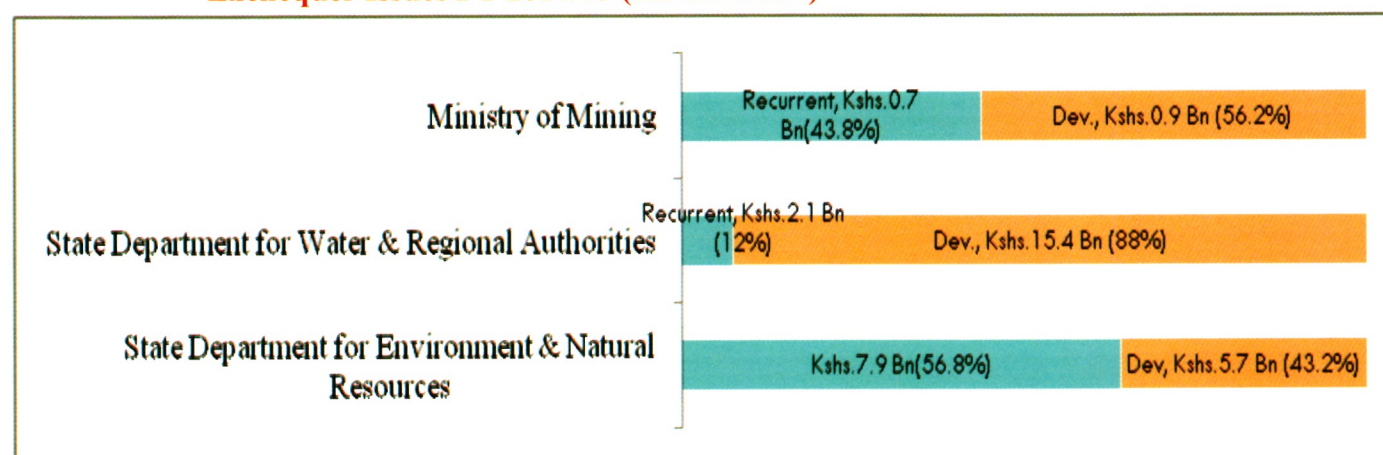 Ministry of Mining
Recurrent, Kshs.0.7
Bn(43.8%)
Dev., Kshs.0.9 Bn (56.2%)
State Department for Water & Regional Authorities
Recurrent, Kshs.2.1 Bn
(12%)
Dev., Kshs.15.4 Bn (88%)
State Department for Environment & Natural
Resources
Kshs.7.9 Bn(56.8%)
Dev, Kshs.5.7 Bn (43.2%)